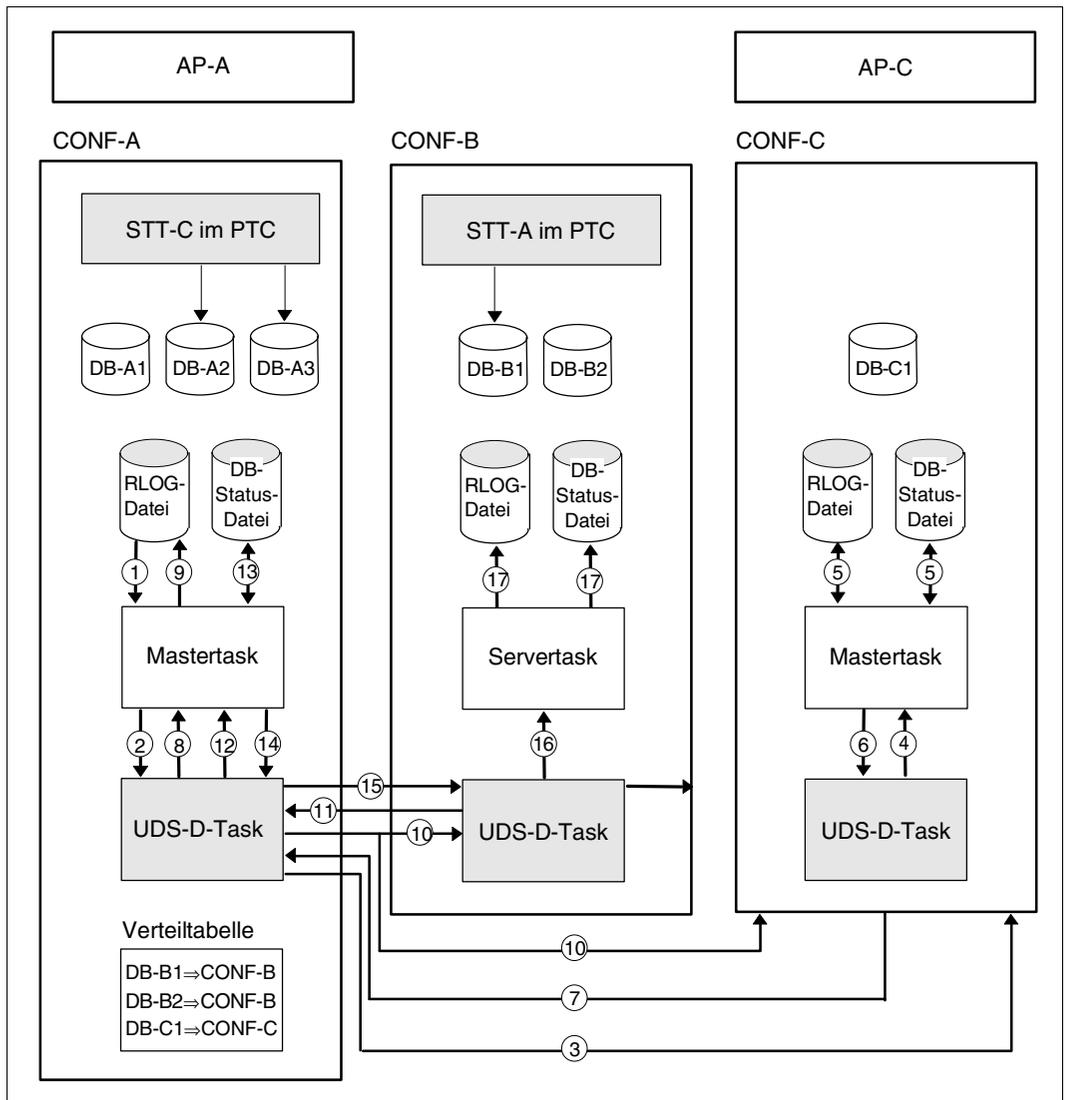 AP-A
AP-C
CONF-A
CONF-B
CONF-C
STT-C im PTC
STT-A im PTC
DB-A1
DB-A2
DB-A3
DB-B1
DB-B2
DB-C1
RLOG-
Datei
DB-
Status-
Datei
RLOG-
Datei
DB-
Status-
Datei
RLOG-
Datei
DB-
Status-
Datei
1
9
13
17
17
5
5
Mastertask
Servertask
Mastertask
2
8
12
14
16
6
4
15
11
10
UDS-D-Task
UDS-D-Task
UDS-D-Task
Verteiltabelle
DB-B1⇒CONF-B
DB-B2⇒CONF-B
DB-C1⇒CONF-C
10
7
3